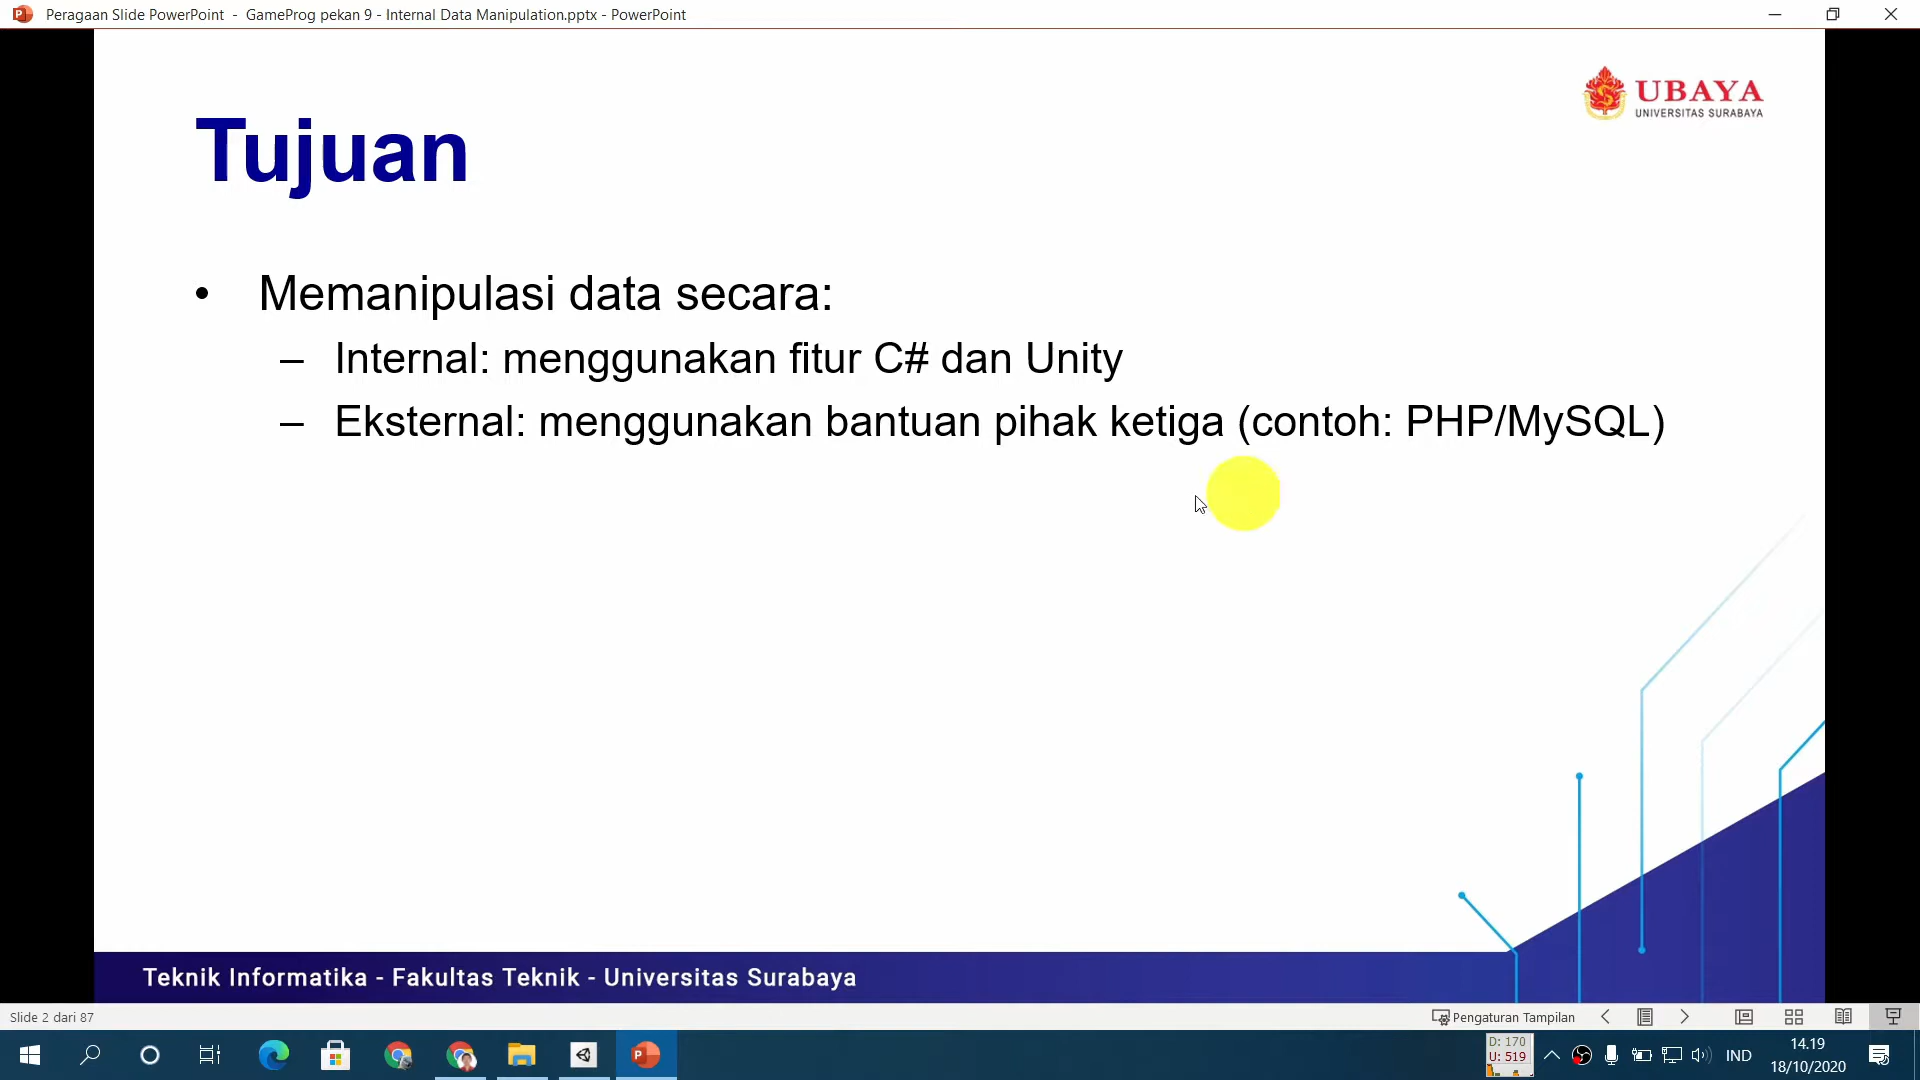 Peragaan Slide PowerPoint - GameProg pekan 9 - Internal Data Manipulation.pptx - PowerPoint
UBAYA
UNIVERSITAS SURABAYA
Tujuan
• Memanipulasi data secara:
– Internal: menggunakan fitur C# dan Unity
– Eksternal: menggunakan bantuan pihak ketiga (contoh: PHP/MySQL)
Teknik Informatika - Fakultas Teknik - Universitas Surabaya
Slide 2 dari 87
Pengaturan Tampilan
D: 170
U: 519
IND
14.19
18/10/2020